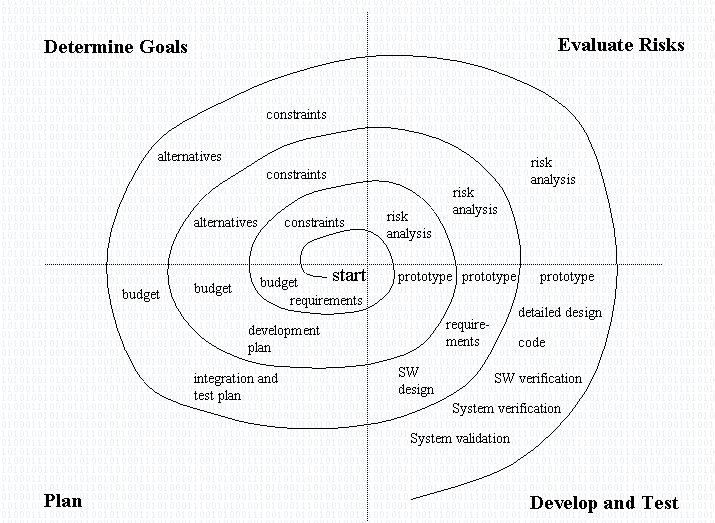 Determine Goals
Evaluate Risks
constraints
alternatives
risk
analysis
constraints
risk
analysis
alternatives
constraints
risk
analysis
start
prototype
prototype
prototype
budget
budget
budget
requirements
detailed design
development
plan
require-
ments
code
integration and
test plan
SW
design
SW verification
System verification
System validation
Plan
Develop and Test